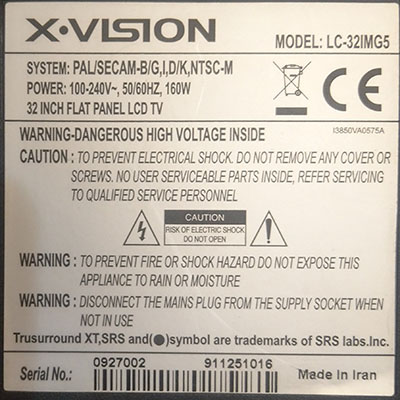 X·VISION
MODEL: LC-32IMG5
SYSTEM: PAL/SECAM-B/G,I,D/K,NTSC-M
POWER: 100-240V~, 50/60HZ, 160W
32 INCH FLAT PANEL LCD TV
CE
WARNING-DANGEROUS HIGH VOLTAGE INSIDE
I3850VA0575A
CAUTION : TO PREVENT ELECTRICAL SHOCK. DO NOT REMOVE ANY COVER OR
SCREWS. NO USER SERVICEABLE PARTS INSIDE, REFER SERVICING
TO QUALIFIED SERVICE PERSONNEL
CAUTION
RISK OF ELECTRIC SHOCK
DO NOT OPEN
WARNING : TO PREVENT FIRE OR SHOCK HAZARD DO NOT EXPOSE THIS
APPLIANCE TO RAIN OR MOISTURE
WARNING : DISCONNECT THE MAINS PLUG FROM THE SUPPLY SOCKET WHEN
NOT IN USE
Trusurround XT,SRS and(●)symbol are trademarks of SRS labs.Inc.
Serial No.: 0927002 911251016 Made in Iran